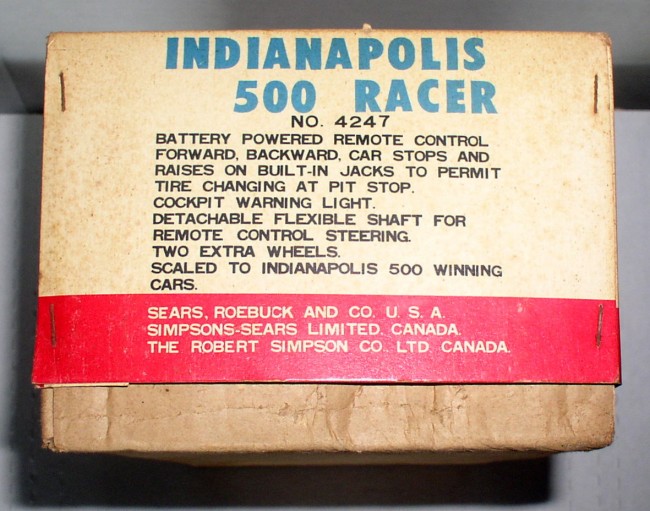 INDIANAPOLIS
500 RACER
NO. 4247
BATTERY POWERED REMOTE CONTROL
FORWARD, BACKWARD, CAR STOPS AND
RAISES ON BUILT-IN JACKS TO PERMIT
TIRE CHANGING AT PIT STOP.
COCKPIT WARNING LIGHT.
DETACHABLE FLEXIBLE SHAFT FOR
REMOTE CONTROL STEERING.
TWO EXTRA WHEELS.
SCALED TO INDIANAPOLIS 500 WINNING
CARS.
SEARS, ROEBUCK AND CO. U. S. A.
SIMPSONS-SEARS LIMITED. CANADA.
THE ROBERT SIMPSON CO. LTD. CANADA.